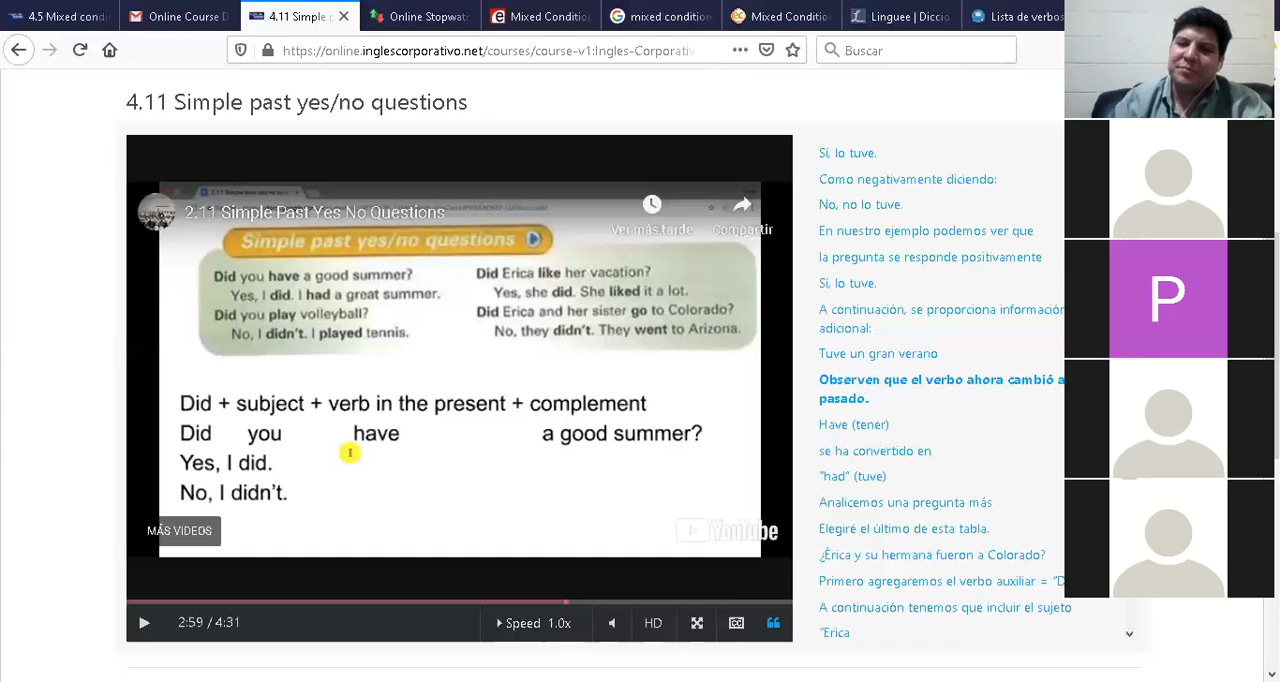 4.5 Mixed cond
Online Course D
4.11 Simple p
Online Stopwat
Mixed Condition
mixed condition
Mixed Conditio
Linguee | Diccio
Lista de verbos
https://online.inglescorporativo.net/courses/course-v1:Ingles-Corporativ
Buscar
4.11 Simple past yes/no questions
2.11 Simple Past Yes No Questions
Ver más tarde
Compartir
Simple past yes/no questions
Did you have a good summer?
Yes, I did. I had a great summer.
Did you play volleyball?
No, I didn't. I played tennis.
Did Erica like her vacation?
Yes, she did. She liked it a lot.
Did Erica and her sister go to Colorado?
No, they didn't. They went to Arizona.
Did + subject + verb in the present + complement
Did you have a good summer?
Yes, I did.
No, I didn't.
MÁS VIDEOS
YouTube
2:59 / 4:31
Speed 1.0x
HD
Sí, lo tuve.
Como negativamente diciendo:
No, no lo tuve.
En nuestro ejemplo podemos ver que
la pregunta se responde positivamente
Sí, lo tuve.
A continuación, se proporciona información
adicional:
Tuve un gran verano
Observen que el verbo ahora cambió a
pasado.
Have (tener)
se ha convertido en
"had" (tuve)
Analicemos una pregunta más
Elegiré el último de esta tabla.
¿Erica y su hermana fueron a Colorado?
Primero agregaremos el verbo auxiliar = "D
A continuación tenemos que incluir el sujeto
"Erica
P